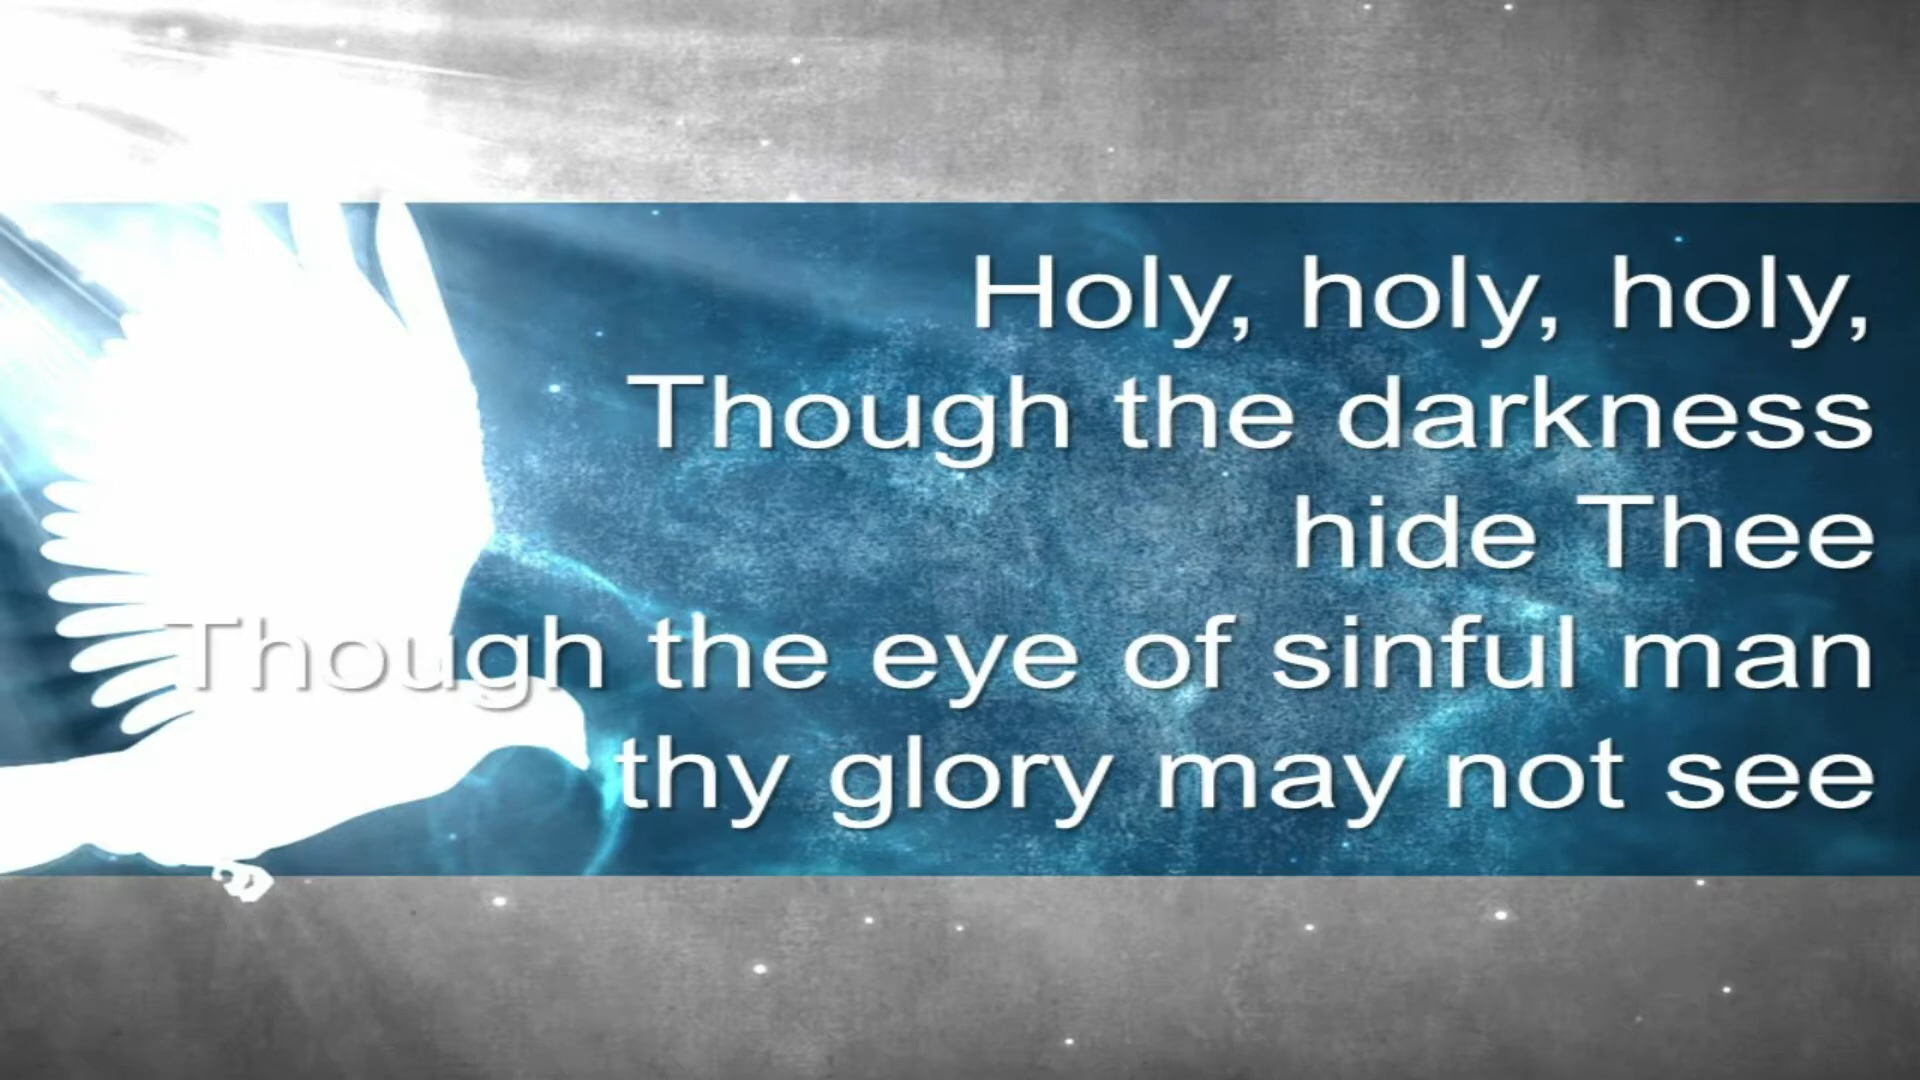 Holy, holy, holy,
Though the darkness
hide Thee
Though the eye of sinful man
thy glory may not see